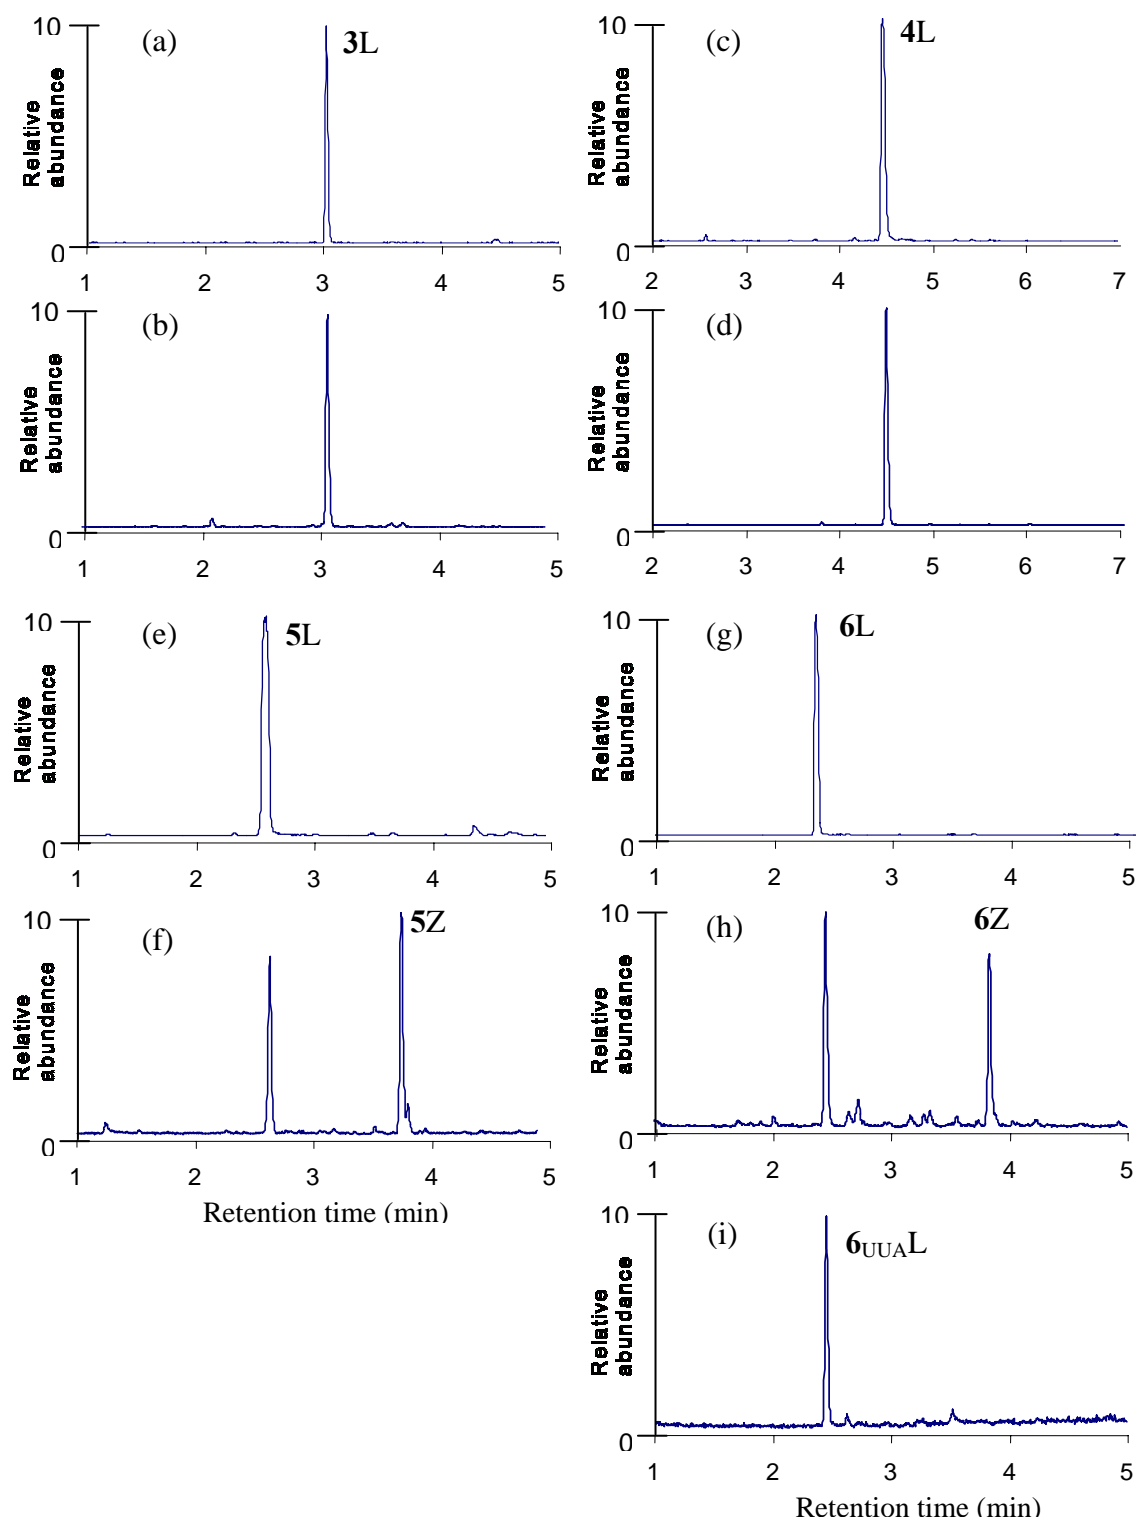 10
(a)
3L
Relative
abundance
0
1 2 3 4 5
10
(c)
4L
Relative
abundance
0
2 3 4 5 6 7
10
(b)
Relative
abundance
0
1 2 3 4 5
10
(d)
Relative
abundance
0
2 3 4 5 6 7
10
(e)
5L
Relative
abundance
0
1 2 3 4 5
10
(g)
6L
Relative
abundance
0
1 2 3 4 5
10
(f)
5Z
Relative
abundance
0
1 2 3 4 5
Retention time (min)
10
(h)
6Z
Relative
abundance
0
1 2 3 4 5
10
(i)
6UUAL
Relative
abundance
0
1 2 3 4 5
Retention time (min)